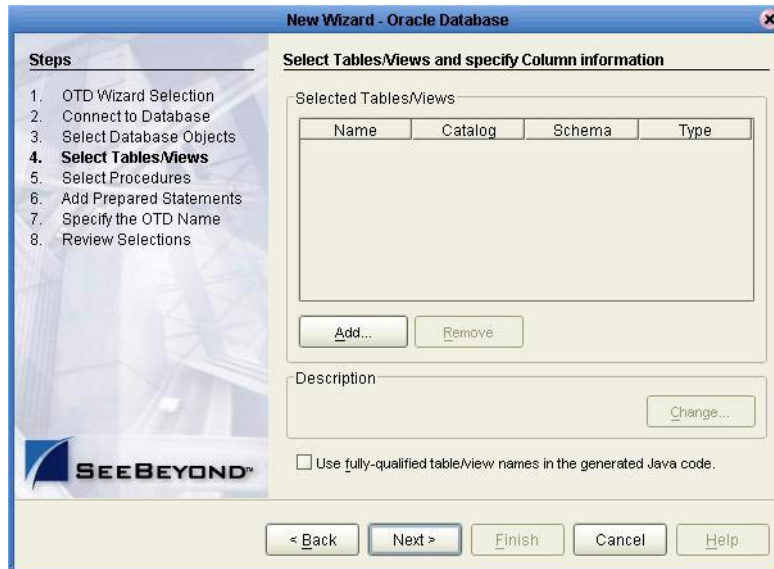 New Wizard - Oracle Database
Steps
1. OTD Wizard Selection
2. Connect to Database
3. Select Database Objects
4. Select Tables/Views
5. Select Procedures
6. Add Prepared Statements
7. Specify the OTD Name
8. Review Selections
SEEBEYOND™
Select Tables/Views and specify Column information
Selected Tables/Views
Name Catalog Schema Type
Add... Remove
Description
Change...
Use fully-qualified table/view names in the generated Java code.
< Back Next > Finish Cancel Help